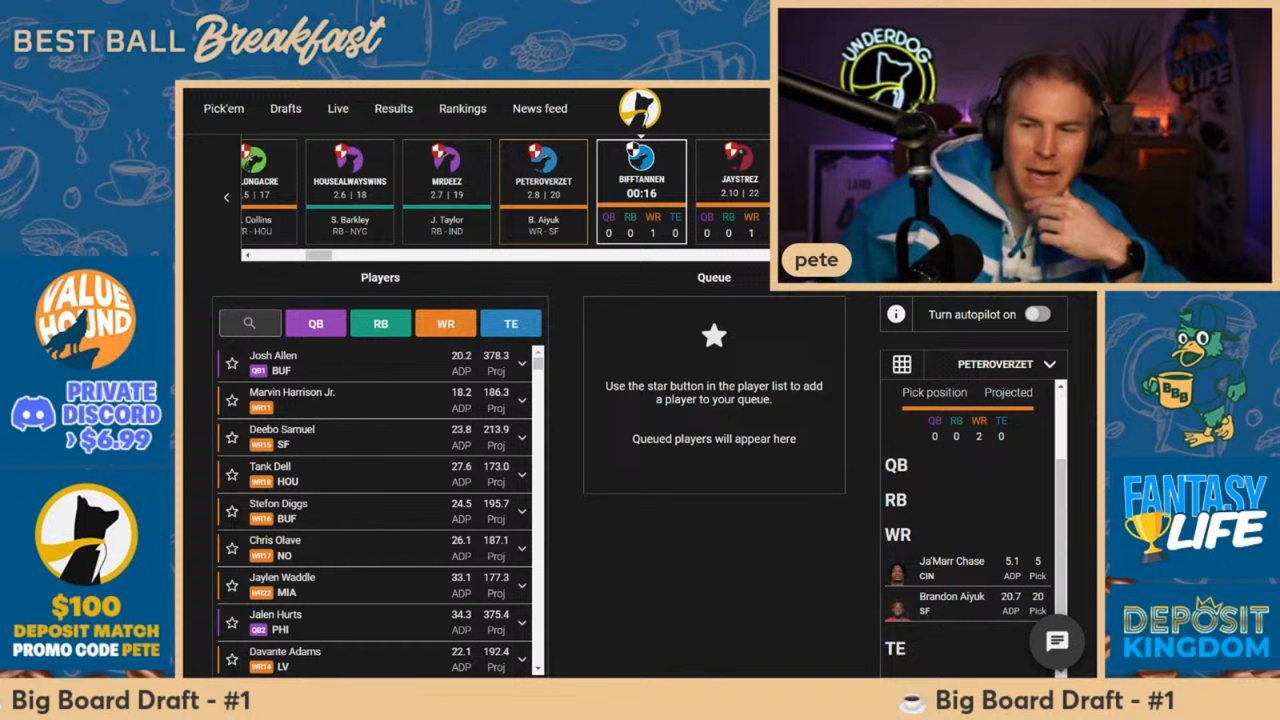 BEST BALL Breakfast
UNDERDOG
FANTASY LIFE
pete
Pick'em Drafts Live Results Rankings News feed
LONGACRE
.5 | 17
. Collins
R - HOU
HOUSEALWAYSWINS
2.6 | 18
S. Barkley
RB - NYG
MRDEEZ
2.7 | 19
J. Taylor
RB - IND
PETEROVERZET
2.8 | 20
B. Aiyuk
WR - SF
BIFFTANNEN
00:16
QB RB WR TE
0 0 1 0
JAYSTREZ
2.10 | 22
QB RB WR
0 0 1
Players
Queue
QB RB WR TE
Josh Allen 20.2 378.3
QB1 BUF ADP Proj
Marvin Harrison Jr. 18.2 186.3
WR11 ADP Proj
Deebo Samuel 23.8 213.9
WR15 SF ADP Proj
Tank Dell 27.6 173.0
WR18 HOU ADP Proj
Stefon Diggs 24.5 195.7
WR16 BUF ADP Proj
Chris Olave 26.1 187.1
WR17 NO ADP Proj
Jaylen Waddle 33.1 177.3
WR22 MIA ADP Proj
Jalen Hurts 34.3 375.4
QB2 PHI ADP Proj
Davante Adams 22.1 192.4
WR14 LV ADP Proj
Use the star button in the player list to add
a player to your queue.
Queued players will appear here
Turn autopilot on
PETEROVERZET
Pick position Projected
QB RB WR TE
0 0 2 0
QB
RB
WR
Ja'Marr Chase 5.1 5
CIN ADP Pick
Brandon Aiyuk 20.7 20
SF ADP Pick
TE
VALUE
HOUND
PRIVATE
DISCORD
> $6.99
$100
DEPOSIT MATCH
PROMO CODE PETE
BBB
FANTASY
LIFE
DEPOSIT
KINGDOM
Big Board Draft - #1
Big Board Draft - #1